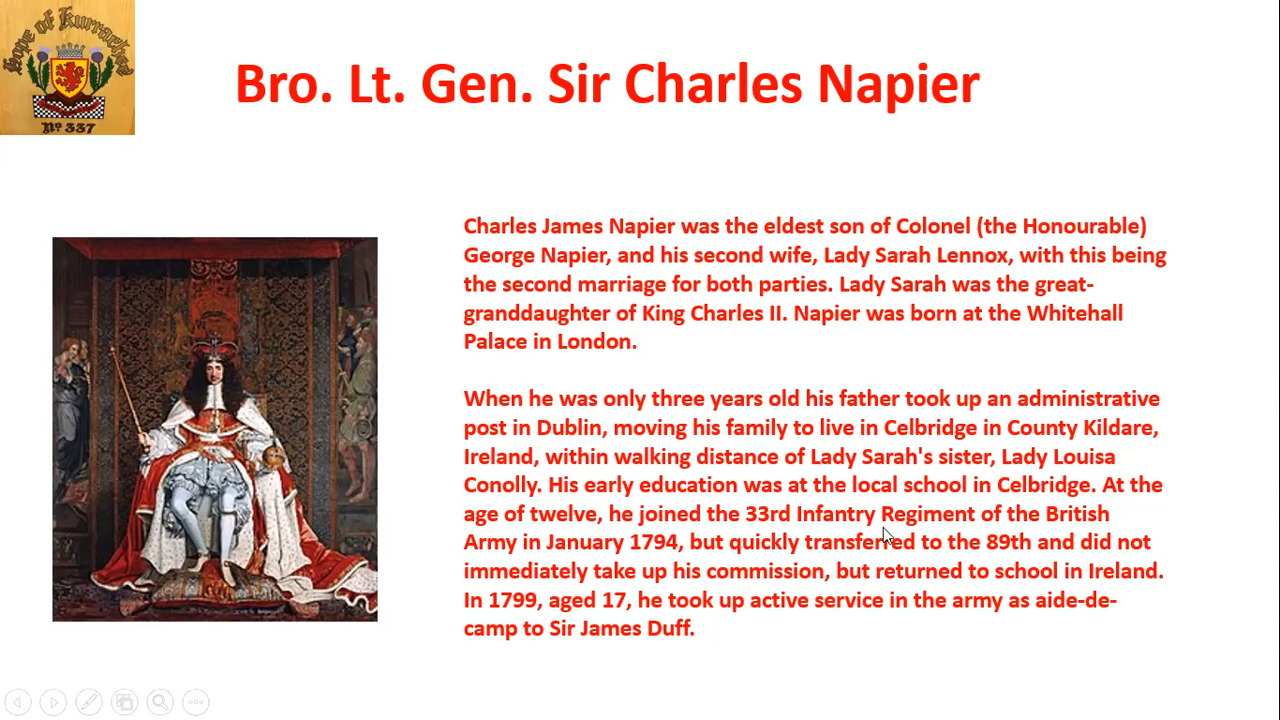 Hope of Kurrachee
Nº 337
Bro. Lt. Gen. Sir Charles Napier
Charles James Napier was the eldest son of Colonel (the Honourable)
George Napier, and his second wife, Lady Sarah Lennox, with this being
the second marriage for both parties. Lady Sarah was the great-
granddaughter of King Charles II. Napier was born at the Whitehall
Palace in London.
When he was only three years old his father took up an administrative
post in Dublin, moving his family to live in Celbridge in County Kildare,
Ireland, within walking distance of Lady Sarah's sister, Lady Louisa
Conolly. His early education was at the local school in Celbridge. At the
age of twelve, he joined the 33rd Infantry Regiment of the British
Army in January 1794, but quickly transferred to the 89th and did not
immediately take up his commission, but returned to school in Ireland.
In 1799, aged 17, he took up active service in the army as aide-de-
camp to Sir James Duff.